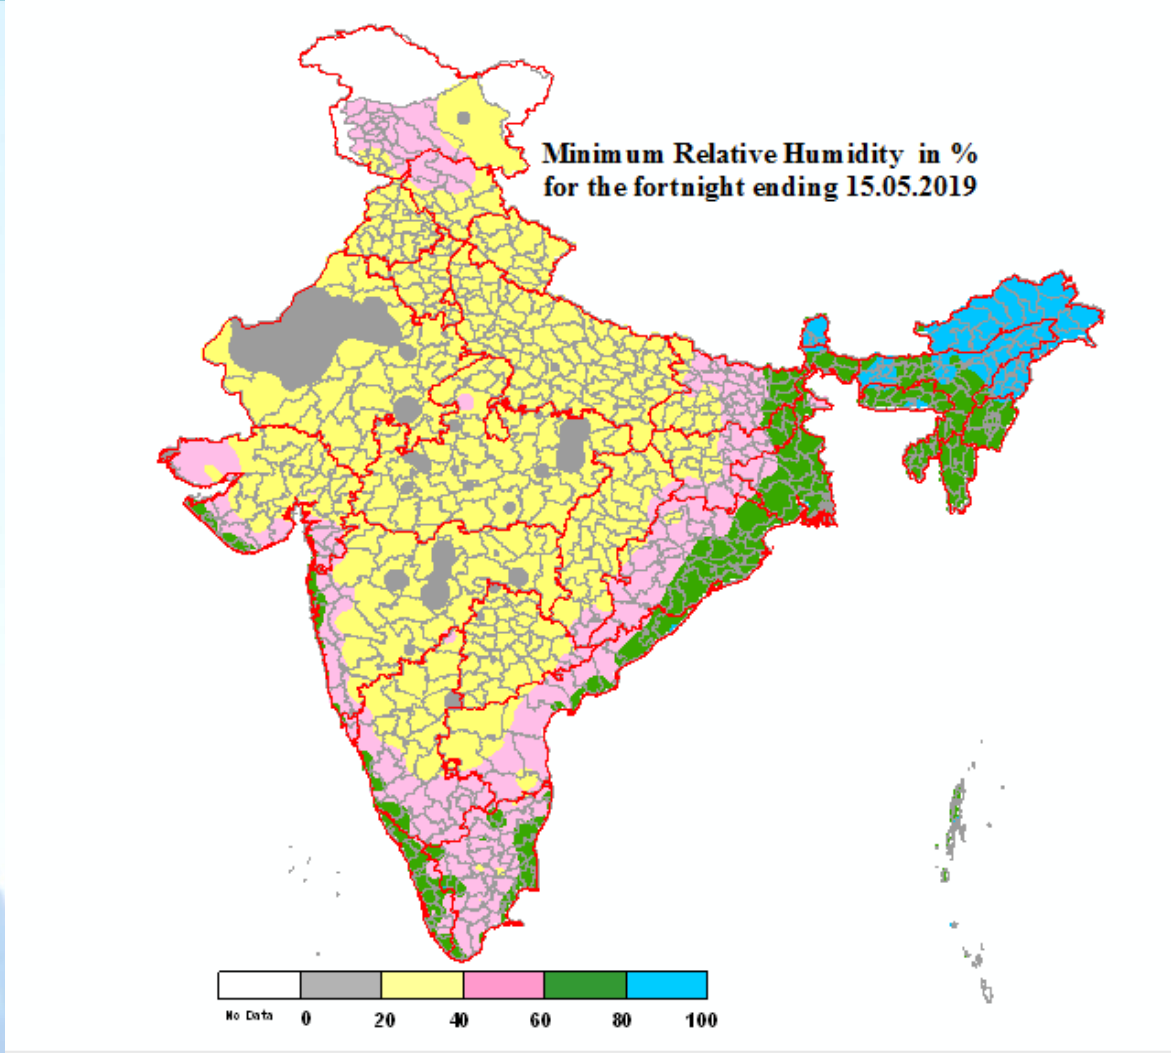 Minimum Relative Humidity in %
for the fortnight ending 15.05.2019
No Data 0 20 40 60 80 100